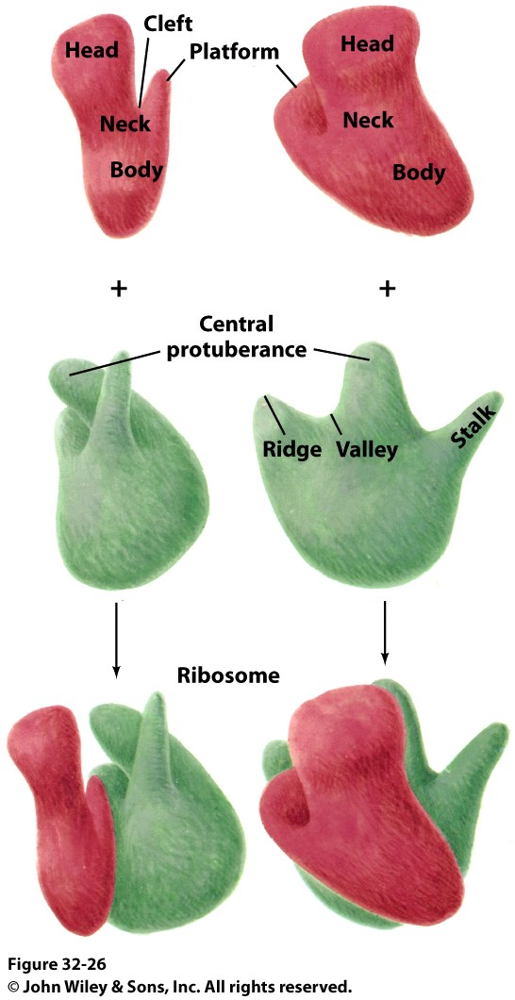 Cleft
Platform
Head
Neck
Body
Head
Neck
Body
+
+
Central
protuberance
Ridge
Valley
Stalk
Ribosome
Figure 32-26
© John Wiley & Sons, Inc. All rights reserved.